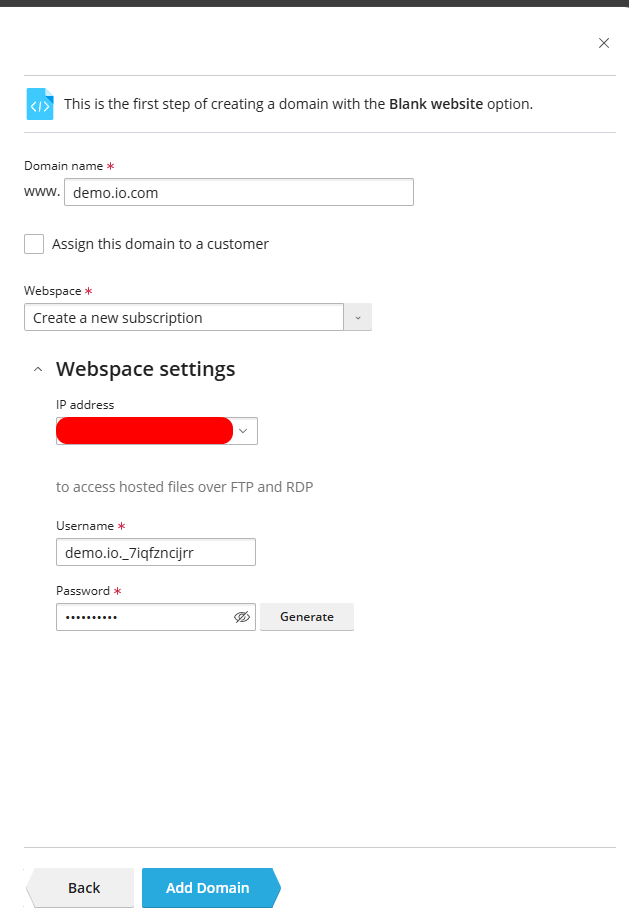 This is the first step of creating a domain with the Blank website option.
Domain name *
www. demo.io.com
Assign this domain to a customer
Webspace *
Create a new subscription
Webspace settings
IP address
to access hosted files over FTP and RDP
Username *
demo.io._7iqfzncijrr
Password *
•••••••••• Generate
Back Add Domain